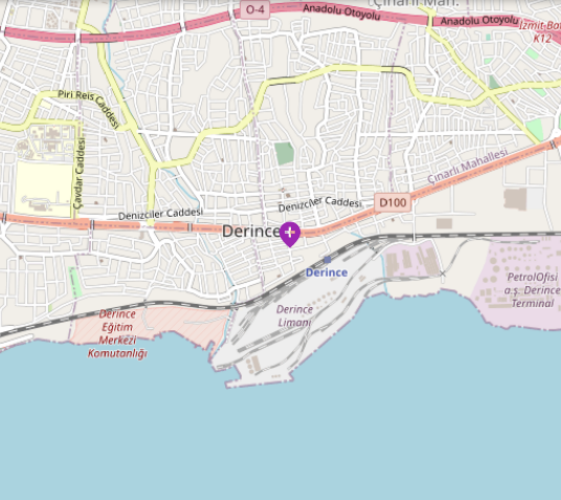 Çınarlı Mah.
O-4
Anadolu Otoyolu
Anadolu Otoyolu
İzmit-Ba
K12
Piri Reis Caddesi
Çavdar Caddesi
Çınarlı Mahallesi
Denizciler Caddesi
D100
Denizciler Caddesi
Derince
Derince
PetrolOfisi
a.ş. Derince
Terminal
Derince
Limanı
Derince
Eğitim
Merkezi
Komutanlığı